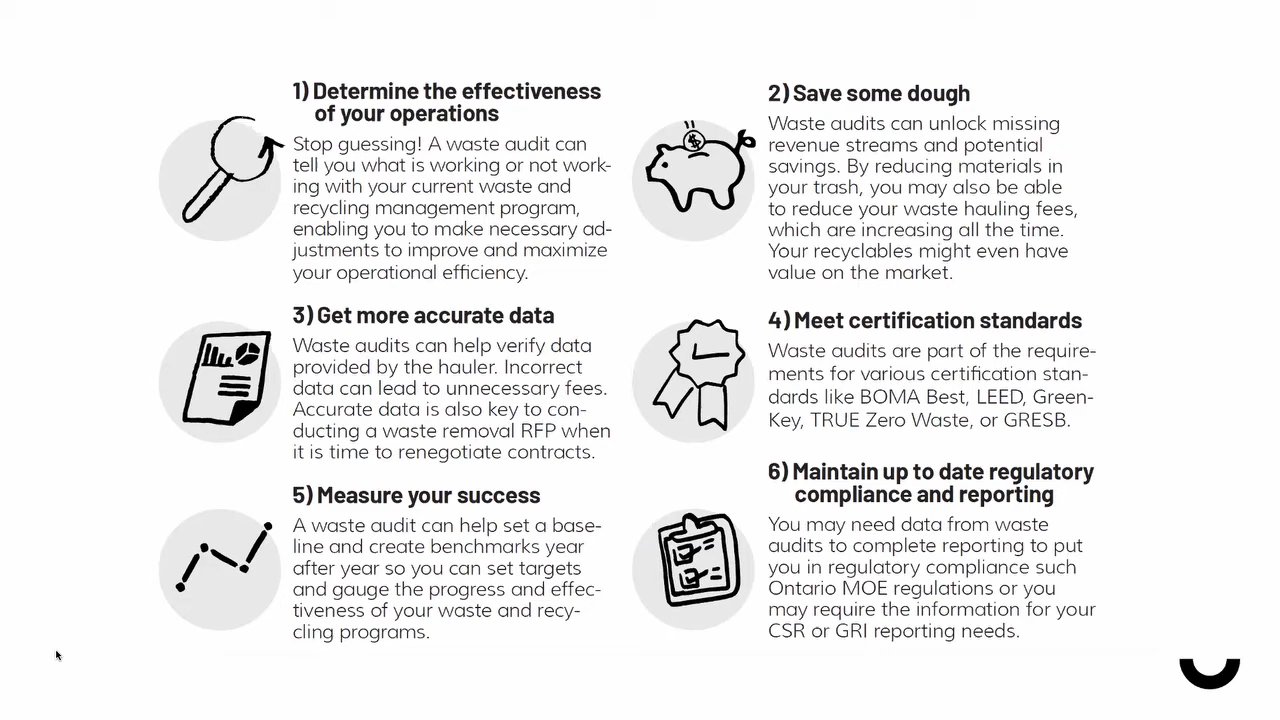 1) Determine the effectiveness
of your operations
Stop guessing! A waste audit can
tell you what is working or not work-
ing with your current waste and
recycling management program,
enabling you to make necessary ad-
justments to improve and maximize
your operational efficiency.
2) Save some dough
Waste audits can unlock missing
revenue streams and potential
savings. By reducing materials in
your trash, you may also be able
to reduce your waste hauling fees,
which are increasing all the time.
Your recyclables might even have
value on the market.
3) Get more accurate data
Waste audits can help verify data
provided by the hauler. Incorrect
data can lead to unnecessary fees.
Accurate data is also key to con-
ducting a waste removal RFP when
it is time to renegotiate contracts.
4) Meet certification standards
Waste audits are part of the require-
ments for various certification stan-
dards like BOMA Best, LEED, Green-
Key, TRUE Zero Waste, or GRESB.
5) Measure your success
A waste audit can help set a base-
line and create benchmarks year
after year so you can set targets
and gauge the progress and effec-
tiveness of your waste and recy-
cling programs.
6) Maintain up to date regulatory
compliance and reporting
You may need data from waste
audits to complete reporting to put
you in regulatory compliance such
Ontario MOE regulations or you
may require the information for your
CSR or GRI reporting needs.
$